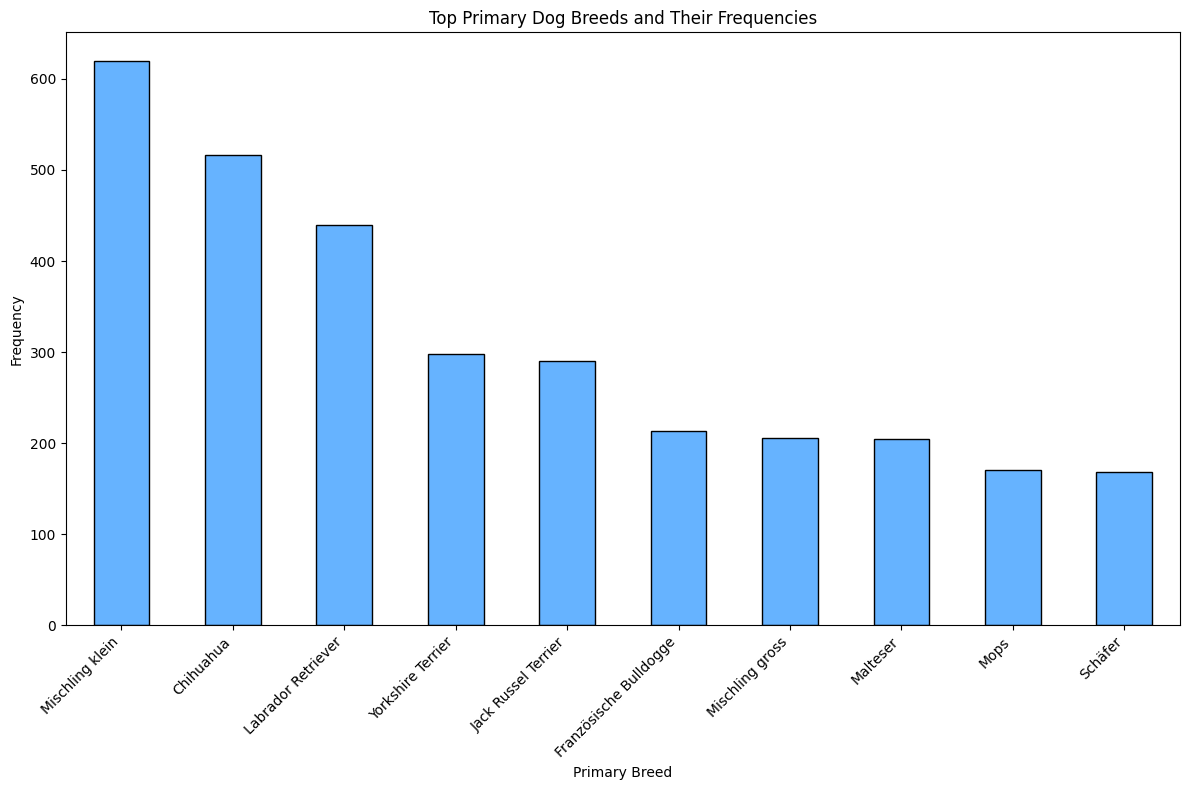 Top Primary Dog Breeds and Their Frequencies
Frequency
600
500
400
300
200
100
0
Mischling klein
Chihuahua
Labrador Retriever
Yorkshire Terrier
Jack Russel Terrier
Französische Bulldogge
Mischling gross
Malteser
Mops
Schäfer
Primary Breed